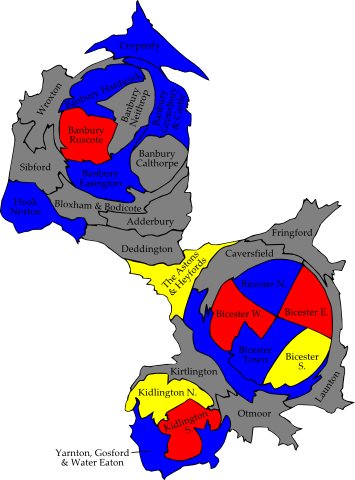 Cropredy
Wroxton
Banbury Hardwick
Banbury
Neithrop
Banbury
Grimsbury
& Castle
Banbury
Ruscote
Banbury
Calthorpe
Sibford
Banbury
Easington
Hook
Norton
Bloxham & Bodicote
Adderbury
Deddington
Fringford
The Astons
& Heyfords
Caversfield
Bicester N.
Bicester W.
Bicester E.
Bicester
Town
Bicester
S.
Kirtlington
Launton
Kidlington N.
Otmoor
Kidlington
S.
Yarnton, Gosford
& Water Eaton